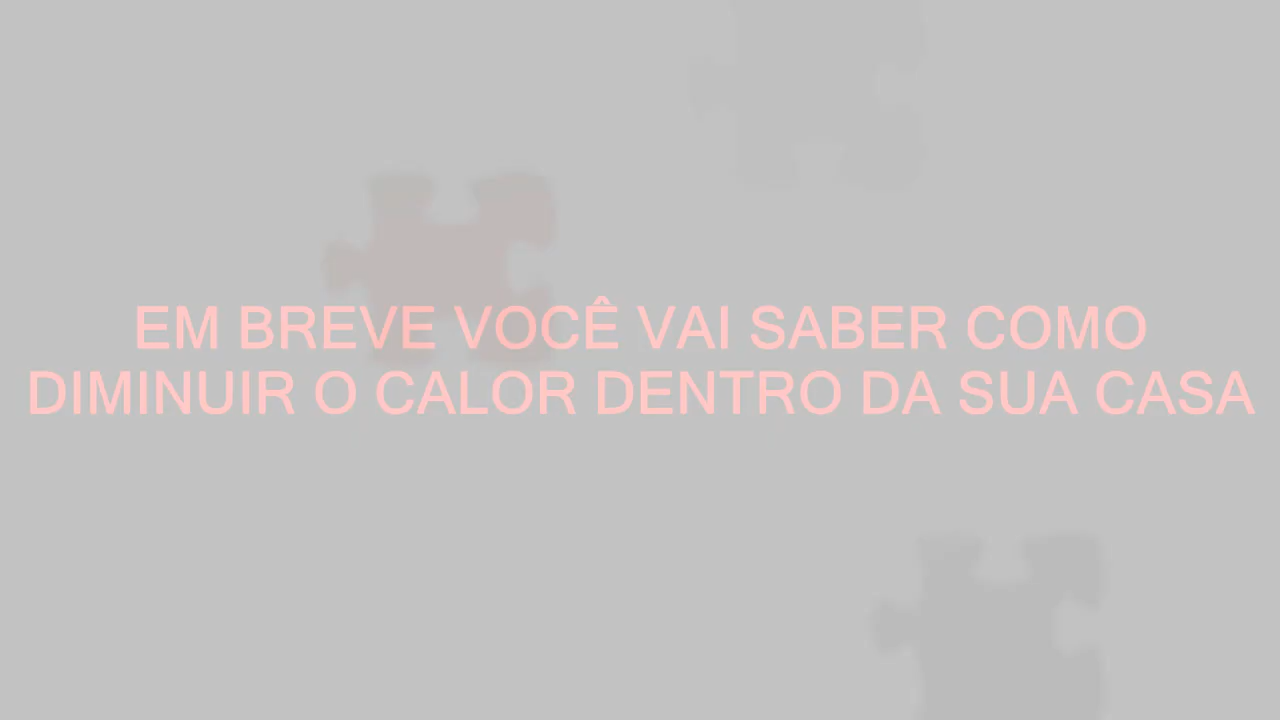 EM BREVE VOCÊ VAI SABER COMO
DIMINUIR O CALOR DENTRO DA SUA CASA